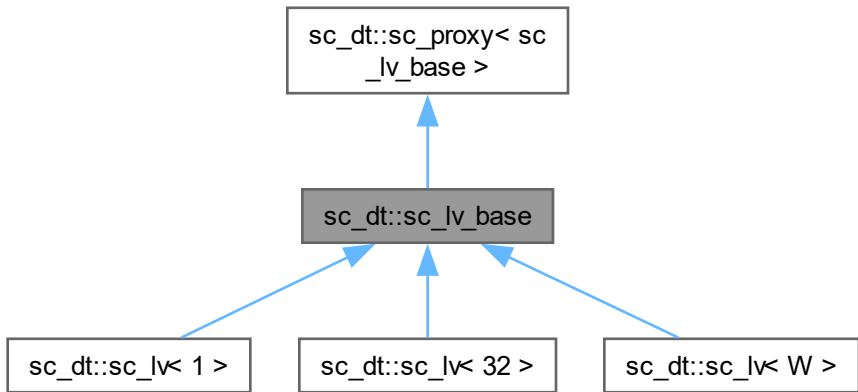 sc_dt::sc_proxy< sc
_lv_base >
sc_dt::sc_lv_base
sc_dt::sc_lv< 1 >
sc_dt::sc_lv< 32 >
sc_dt::sc_lv< W >